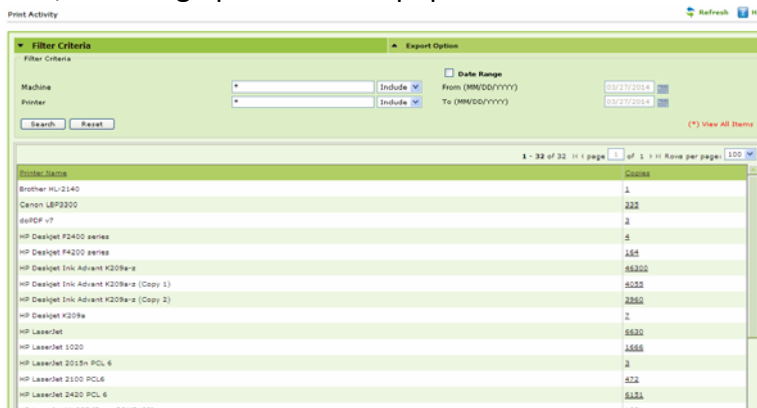 Print Activity
Refresh
Filter Criteria
Export Option
Filter Criteria
Date Range
Machine * Include From (MM/DD/YYYY) 03/27/2014
Printer * Include To (MM/DD/YYYY) 03/27/2014
Search Reset (*) View All Items
1 - 32 of 32 page 1 of 1 Rows per page: 100
Printer Name Copies
Brother HL-2140 1
Canon LBP3300 335
doPDF v7 3
HP Deskjet F2400 series 4
HP Deskjet F4200 series 164
HP Deskjet Ink Advant K209a-z 46300
HP Deskjet Ink Advant K209a-z (Copy 1) 4055
HP Deskjet Ink Advant K209a-z (Copy 2) 3960
HP Deskjet K209a 7
HP LaserJet 6630
HP LaserJet 1020 1666
HP LaserJet 2015n PCL 6 3
HP LaserJet 2100 PCL6 472
HP LaserJet 2420 PCL 6 6151